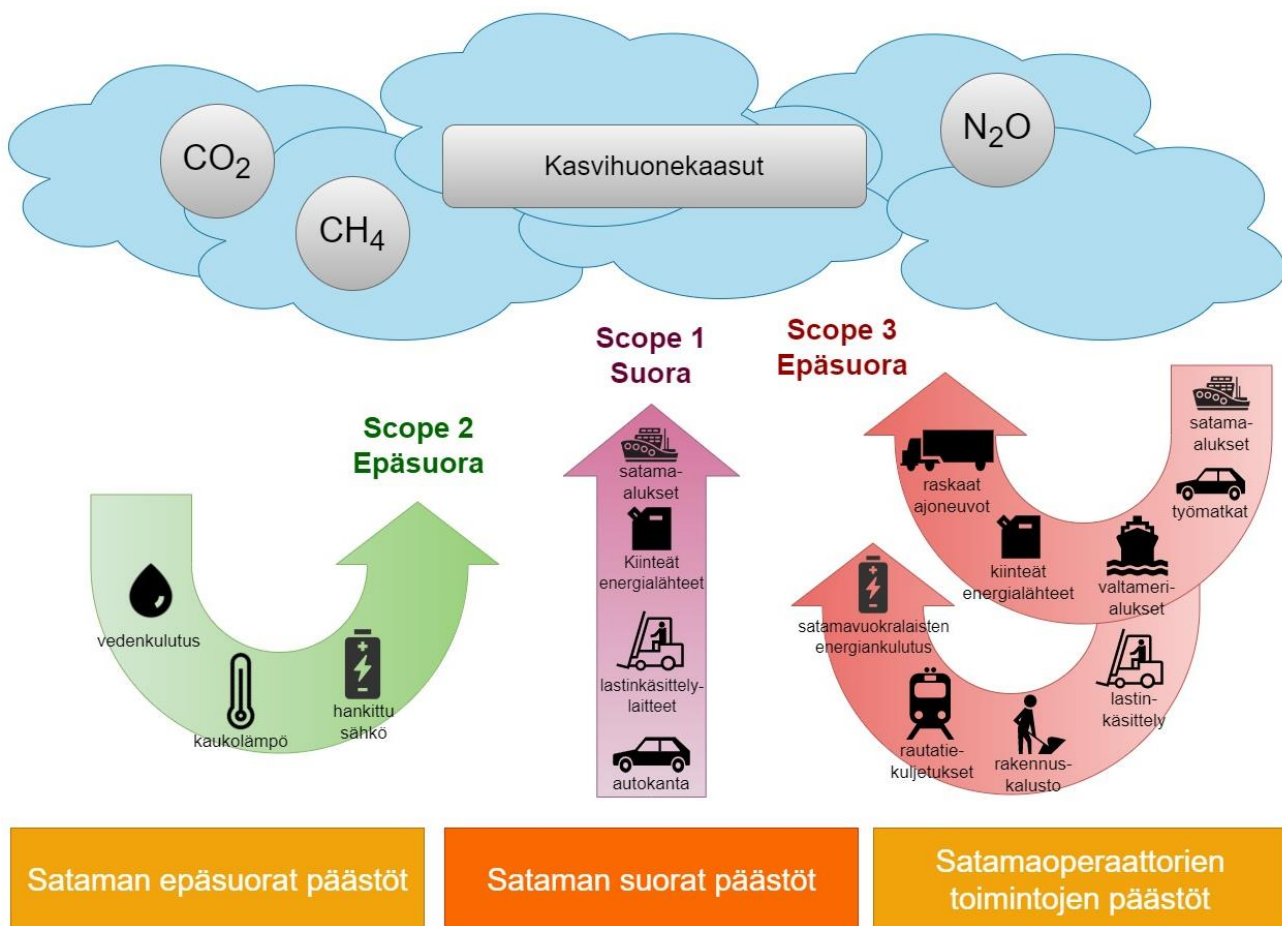 CO2
CH4
Kasvihuonekaasut
N2O
Scope 2
Epäsuora
vedenkulutus
kaukolämpö
hankittu
sähkö
Scope 1
Suora
satama-
alukset
Kiinteät
energialähteet
lastinkäsittely-
laitteet
autokanta
Scope 3
Epäsuora
satama-
alukset
työmatkat
valtameri-
alukset
kiinteät
energialähteet
raskaat
ajoneuvot
lastin-
käsittely
rakennus-
kalusto
rautatie-
kuljetukset
satamavuokralaisten
energiankulutus
Sataman epäsuorat päästöt
Sataman suorat päästöt
Satamaoperaattorien
toimintojen päästöt